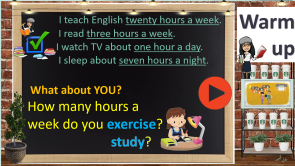 I teach English twenty hours a week.
I read three hours a week.
I watch TV about one hour a day.
I sleep about seven hours a night.
What about YOU?
How many hours a
week do you exercise?
study?
Warm
up